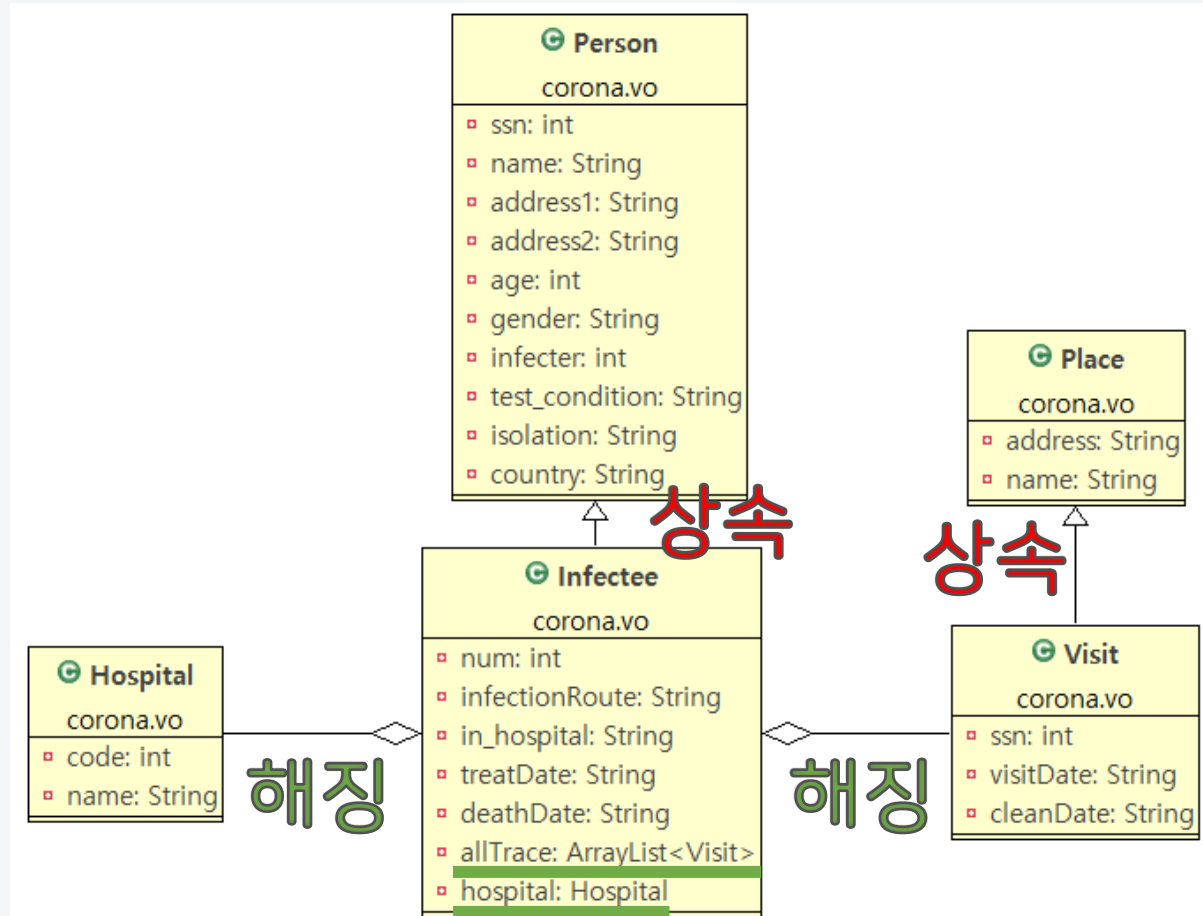 Person
corona.vo
ssn: int
name: String
address1: String
address2: String
age: int
gender: String
infecter: int
test_condition: String
isolation: String
country: String
상속
Place
corona.vo
address: String
name: String
상속
Infectee
corona.vo
num: int
infectionRoute: String
in_hospital: String
treatDate: String
deathDate: String
allTrace: ArrayList<Visit>
hospital: Hospital
Hospital
corona.vo
code: int
name: String
해징
해징
Visit
corona.vo
ssn: int
visitDate: String
cleanDate: String